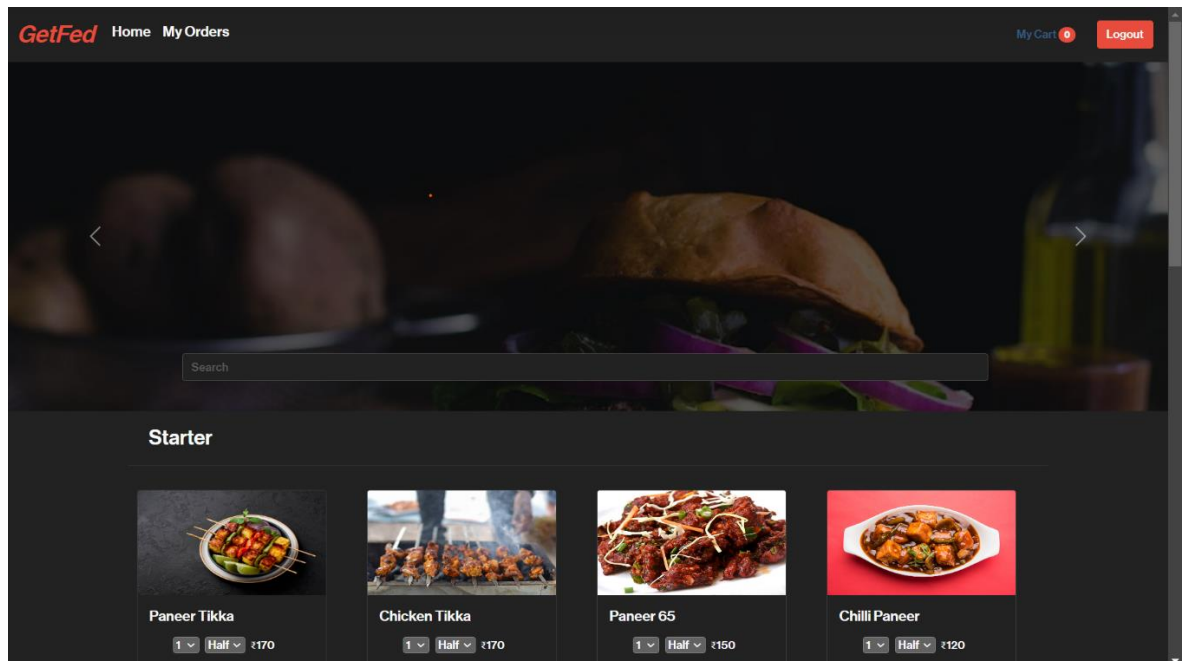 GetFed Home My Orders My Cart 0 Logout
Search
Starter
Paneer Tikka Chicken Tikka Paneer 65 Chilli Paneer
1 Half ₹170 1 Half ₹170 1 Half ₹150 1 Half ₹120